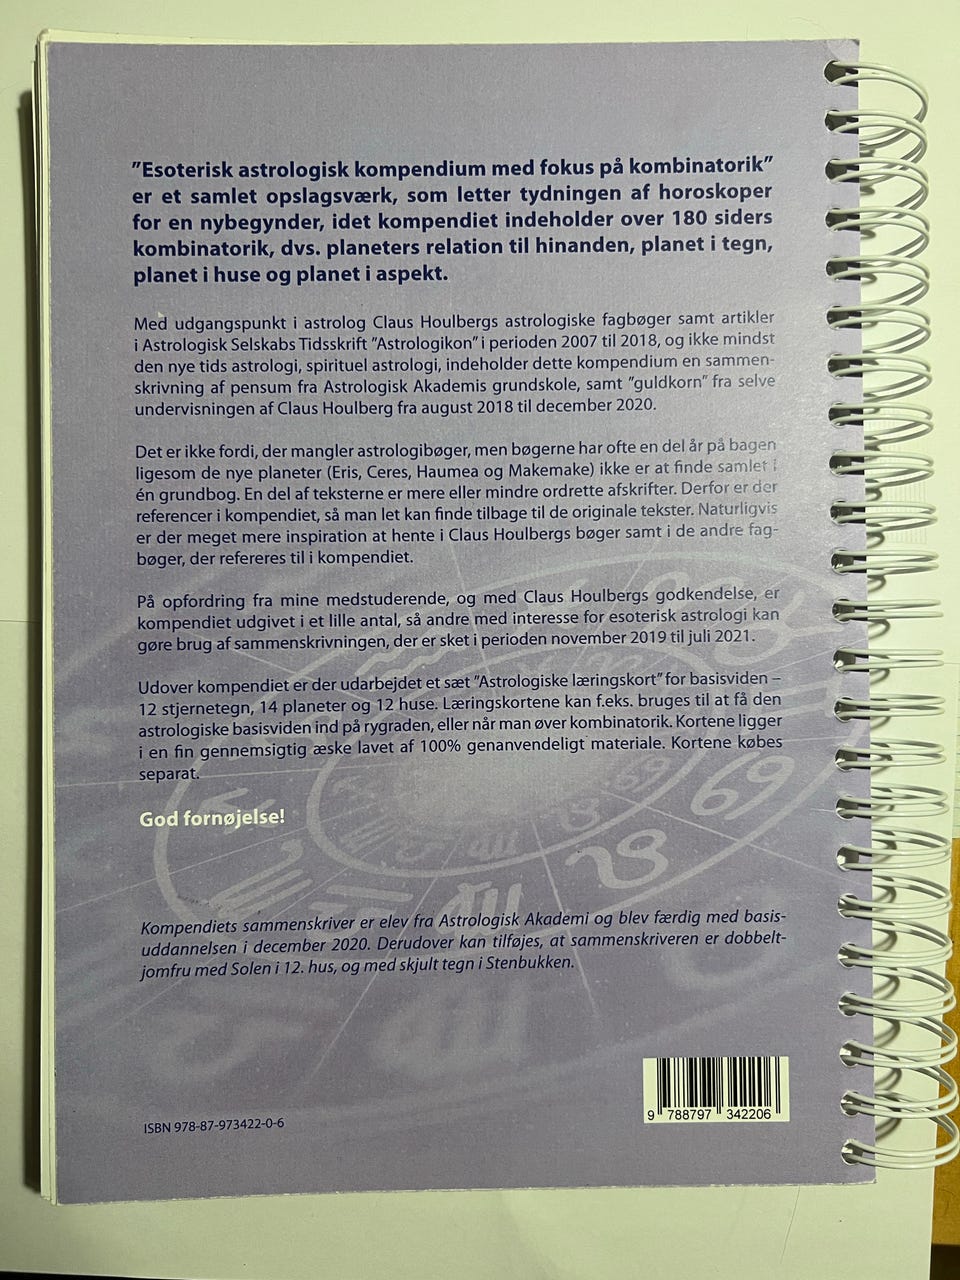 ”Esoterisk astrologisk kompendium med fokus på kombinatorik”
er et samlet opslagsværk, som letter tydningen af horoskoper
for en nybegynder, idet kompendiet indeholder over 180 siders
kombinatorik, dvs. planeters relation til hinanden, planet i tegn,
planet i huse og planet i aspekt.
Med udgangspunkt i astrolog Claus Houlbergs astrologiske fagbøger samt artikler
i Astrologisk Selskabs Tidsskrift ”Astrologikon” i perioden 2007 til 2018, og ikke mindst
den nye tids astrologi, spirituel astrologi, indeholder dette kompendium en sammen-
skrivning af pensum fra Astrologisk Akademis grundskole, samt ”guldkorn” fra selve
undervisningen af Claus Houlberg fra august 2018 til december 2020.
Det er ikke fordi, der mangler astrologibøger, men bøgerne har ofte en del år på bagen
ligesom de nye planeter (Eris, Ceres, Haumea og Makemake) ikke er at finde samlet i
én grundbog. En del af teksterne er mere eller mindre ordrette afskrifter. Derfor er der
referencer i kompendiet, så man let kan finde tilbage til de originale tekster. Naturligvis
er der meget mere inspiration at hente i Claus Houlbergs bøger samt i de andre fag-
bøger, der refereres til i kompendiet.
På opfordring fra mine medstuderende, og med Claus Houlbergs godkendelse, er
kompendiet udgivet i et lille antal, så andre med interesse for esoterisk astrologi kan
gøre brug af sammenskrivningen, der er sket i perioden november 2019 til juli 2021.
Udover kompendiet er der udarbejdet et sæt ”Astrologiske læringskort” for basisviden –
12 stjernetegn, 14 planeter og 12 huse. Læringskortene kan f.eks. bruges til at få den
astrologiske basisviden ind på rygraden, eller når man øver kombinatorik. Kortene ligger
i en fin gennemsigtig æske lavet af 100% genanvendeligt materiale. Kortene købes
separat.
God fornøjelse!
Kompendiets sammenskriver er elev fra Astrologisk Akademi og blev færdig med basis-
uddannelsen i december 2020. Derudover kan tilføjes, at sammenskriveren er dobbelt-
jomfru med Solen i 12. hus, og med skjult tegn i Stenbukken.
ISBN 978-87-973422-0-6
9 788797 342206